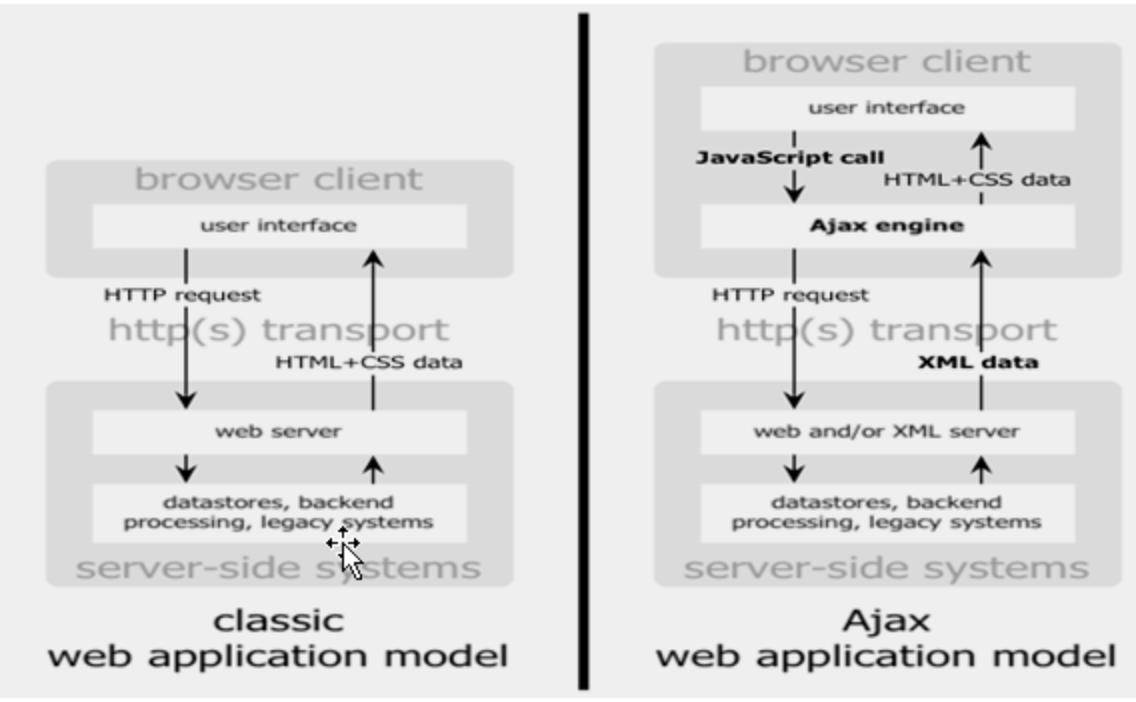 browser client
user interface
HTTP request
http(s) transport
HTML+CSS data
web server
datastores, backend
processing, legacy systems
server-side systems
classic
web application model
browser client
user interface
JavaScript call
HTML+CSS data
Ajax engine
HTTP request
http(s) transport
XML data
web and/or XML server
datastores, backend
processing, legacy systems
server-side systems
Ajax
web application model